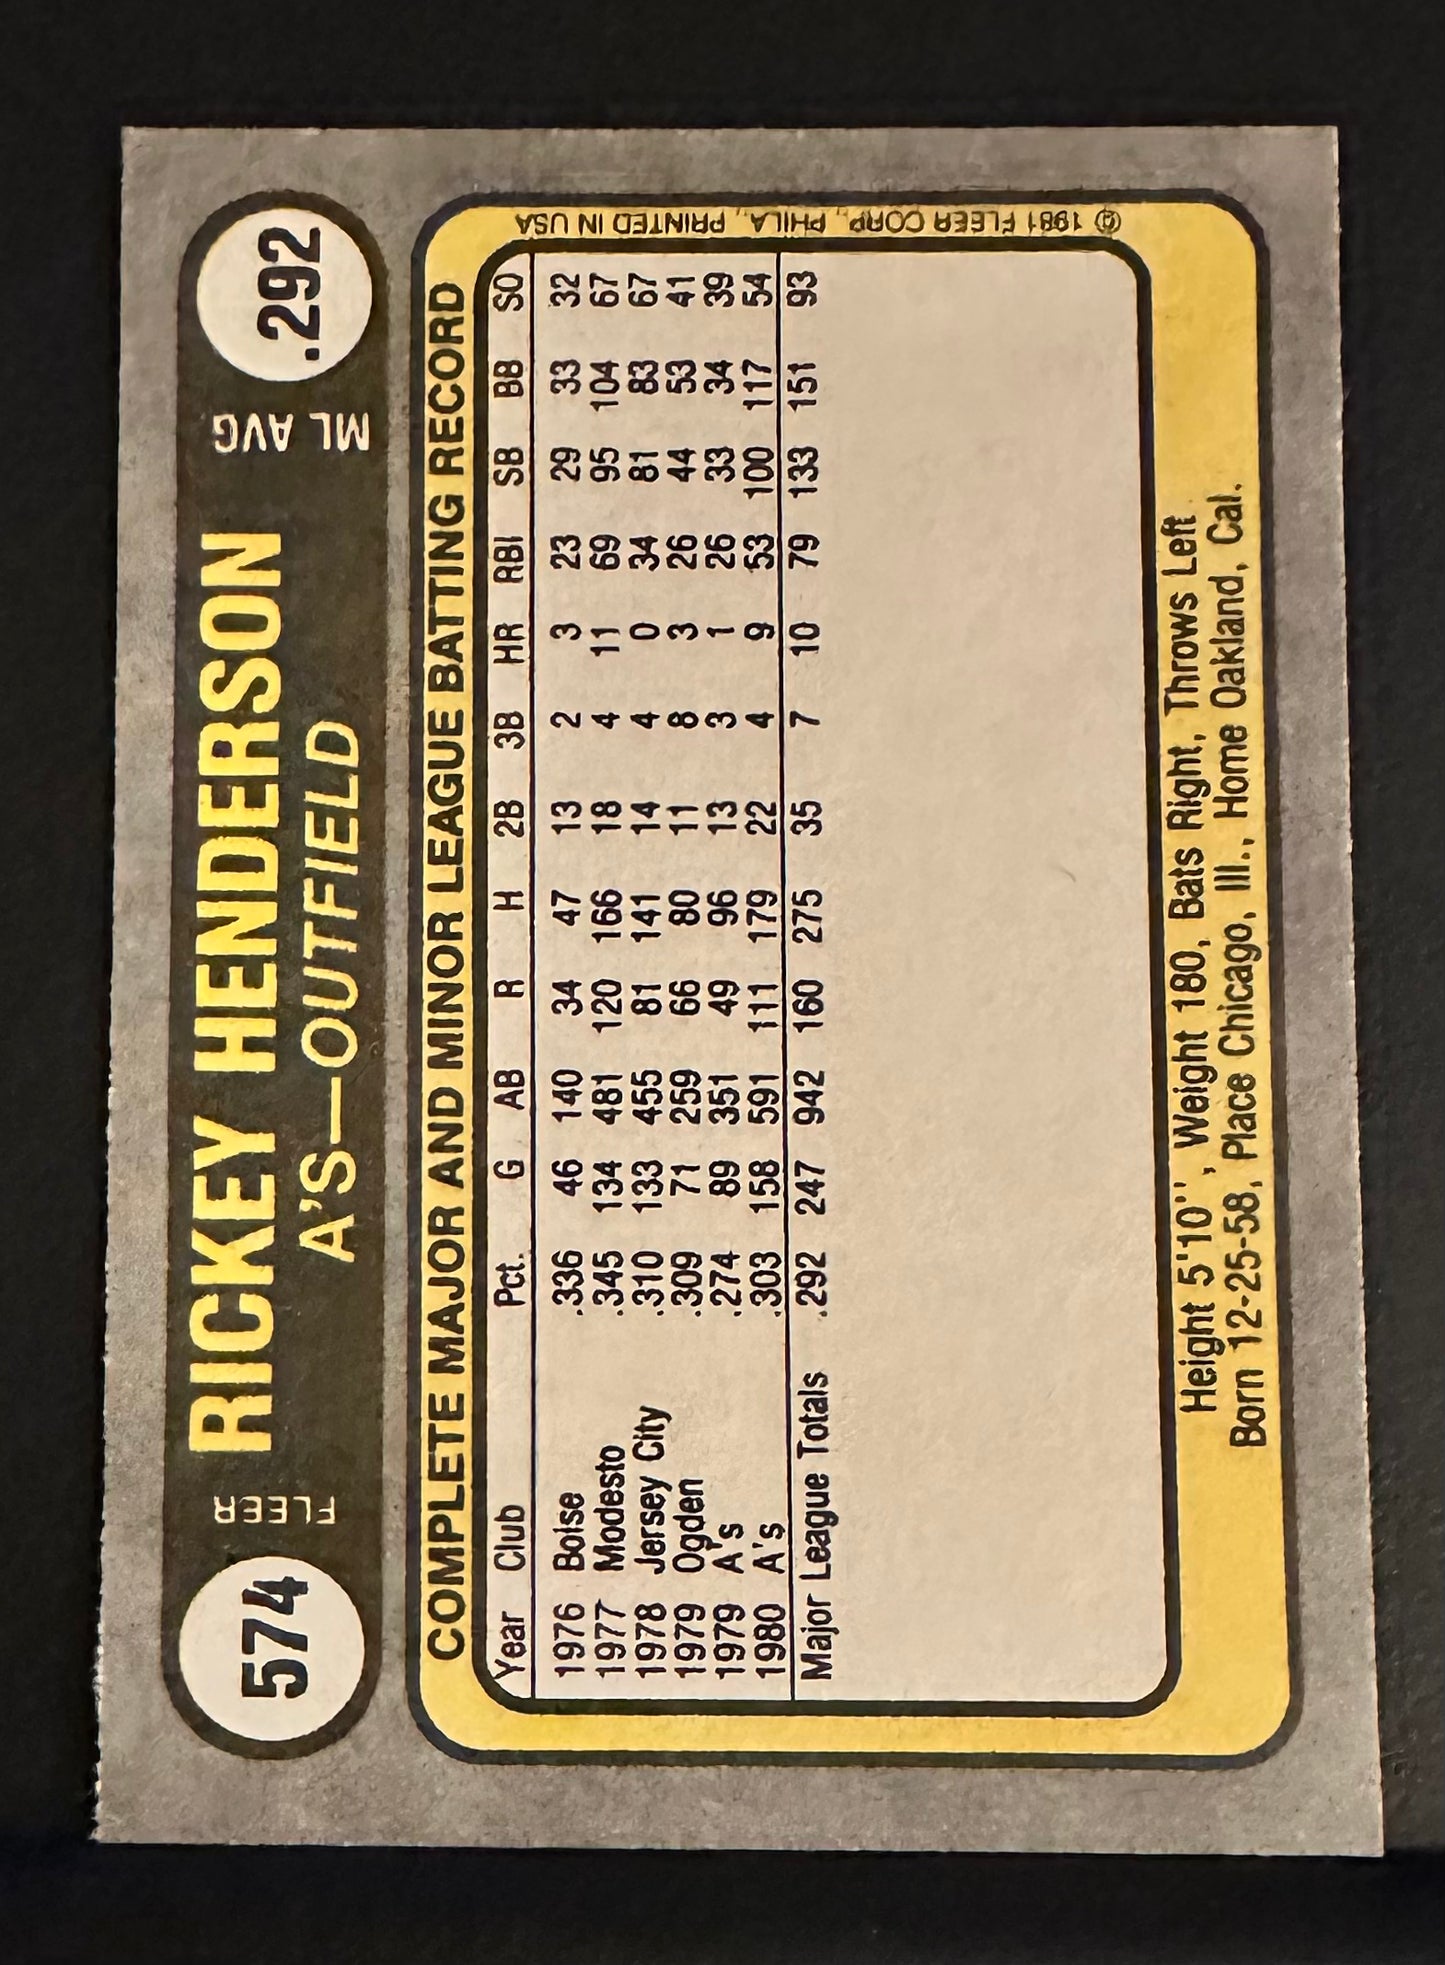 574
FLEER
RICKEY HENDERSON
A'S—OUTFIELD
ML AVG
.292
COMPLETE MAJOR AND MINOR LEAGUE BATTING RECORD
Year Club Pct. G AB R H 2B 3B HR RBI SB BB SO
1976 Boise .336 46 140 34 47 13 2 3 23 29 33 32
1977 Modesto .345 134 481 120 166 18 4 11 69 95 104 67
1978 Jersey City .310 133 455 81 141 14 4 0 34 81 83 67
1979 Ogden .309 71 259 66 80 11 8 3 26 44 53 41
1979 A's .274 89 351 49 96 13 3 1 26 33 34 39
1980 A's .303 158 591 111 179 22 4 9 53 100 117 54
Major League Totals .292 247 942 160 275 35 7 10 79 133 151 93
© 1981 FLEER CORP., PHILA., PRINTED IN USA
Height 5'10'', Weight 180, Bats Right, Throws Left
Born 12-25-58, Place Chicago, Ill., Home Oakland, Cal.